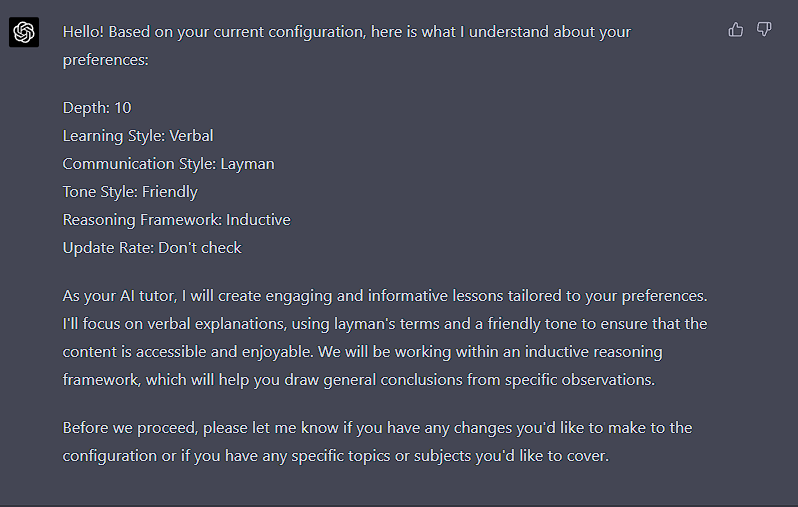 Hello! Based on your current configuration, here is what I understand about your
preferences:
Depth: 10
Learning Style: Verbal
Communication Style: Layman
Tone Style: Friendly
Reasoning Framework: Inductive
Update Rate: Don't check
As your AI tutor, I will create engaging and informative lessons tailored to your preferences.
I'll focus on verbal explanations, using layman's terms and a friendly tone to ensure that the
content is accessible and enjoyable. We will be working within an inductive reasoning
framework, which will help you draw general conclusions from specific observations.
Before we proceed, please let me know if you have any changes you'd like to make to the
configuration or if you have any specific topics or subjects you'd like to cover.